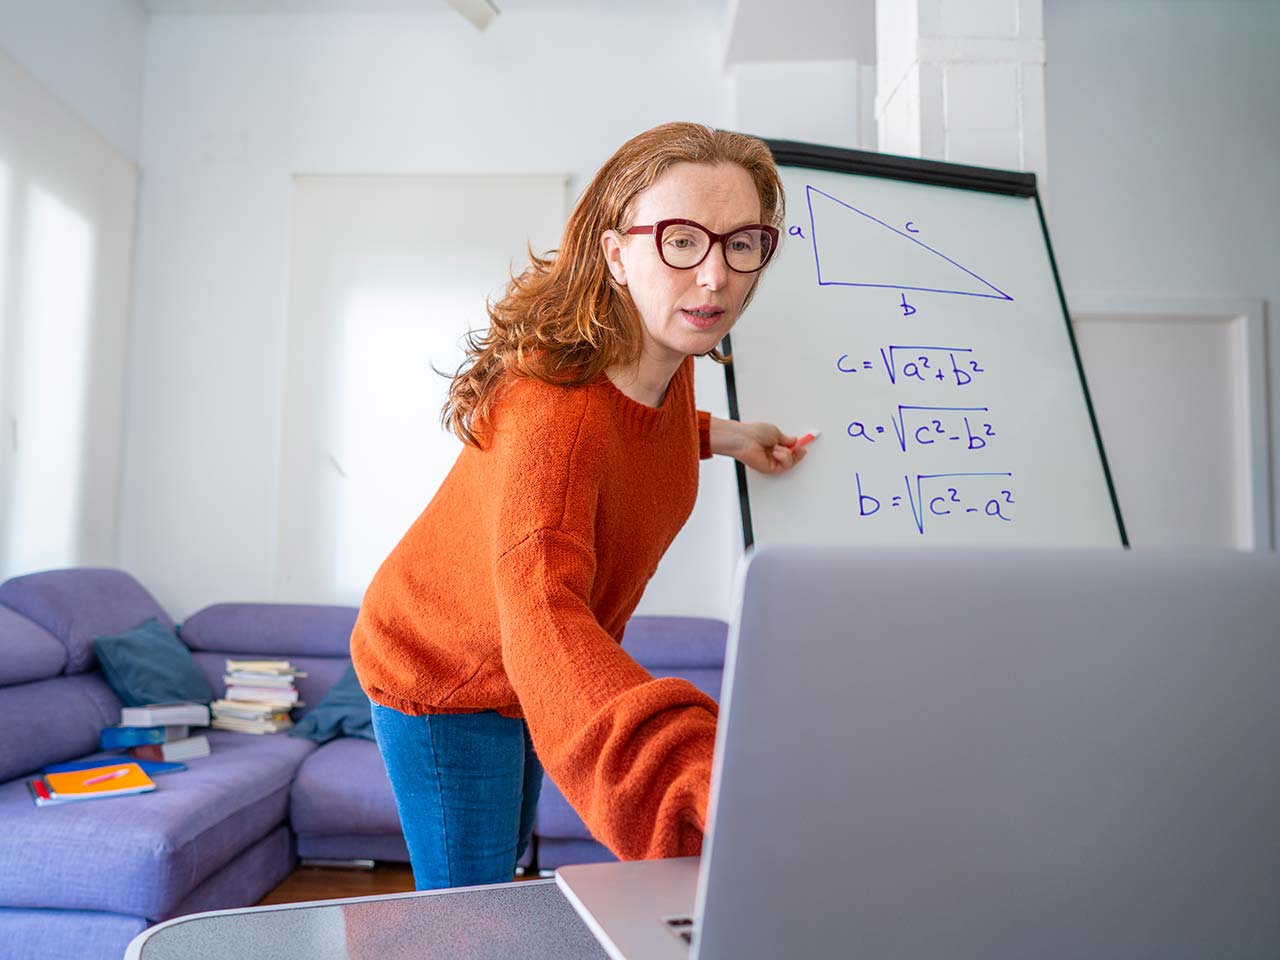 a
c
b
c = √a² + b²
a = √c² - b²
b = √c² - a²